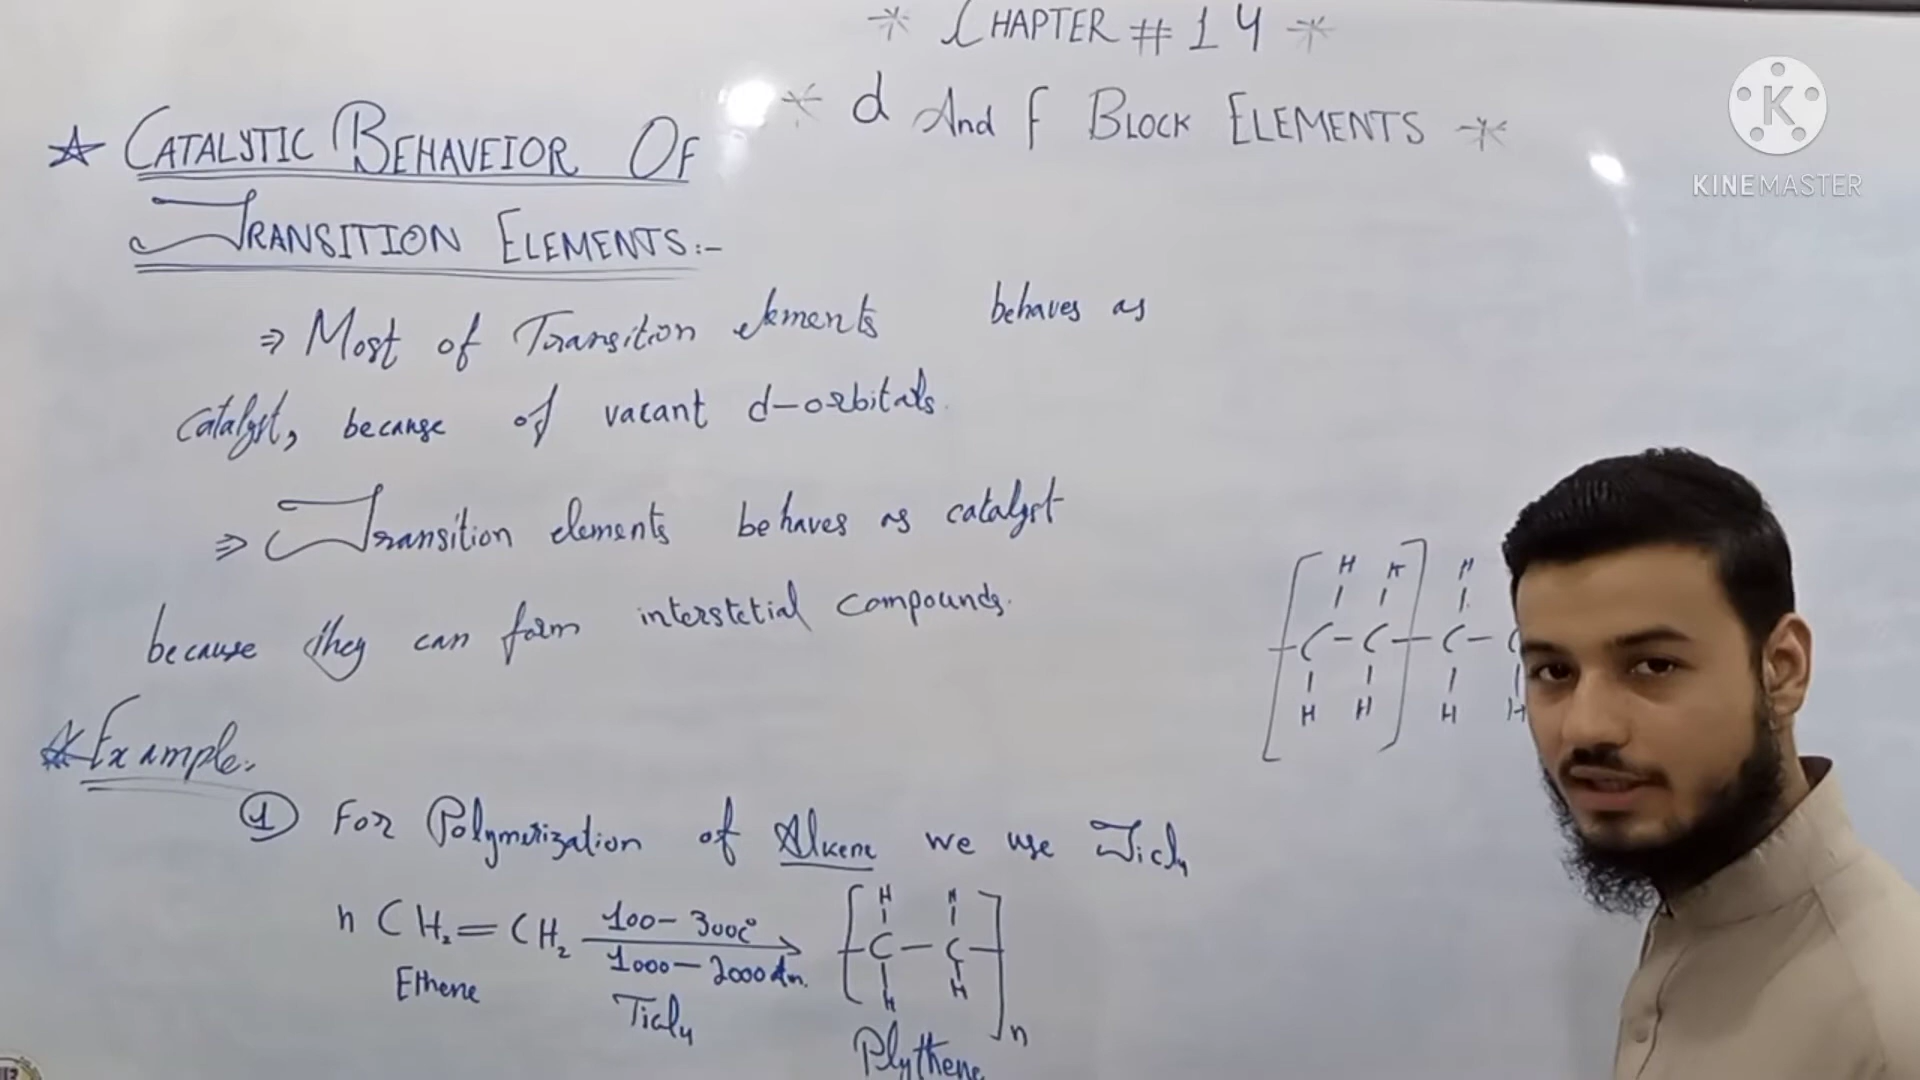 * CHAPTER # 14 *
* d And f BLOCK ELEMENTS *
KINEMASTER
☆ CATALYTIC BEHAVEIOR OF
TRANSITION ELEMENTS:-
⇒ Most of Transition elements behaves as
catalyst, because of vacant d-orbitals.
⇒ Transition elements behaves as catalyst
because they can form interstetial compounds.
H H H
- C - C - C - C
H H H H
☆ Example:
① For Polymerization of Alkene we use Ticl4
n CH2 = CH2 100 - 300c° 1000 - 2000 atm. Ticl4
Ethene
H H
- C - C -
H H
n
Plythene